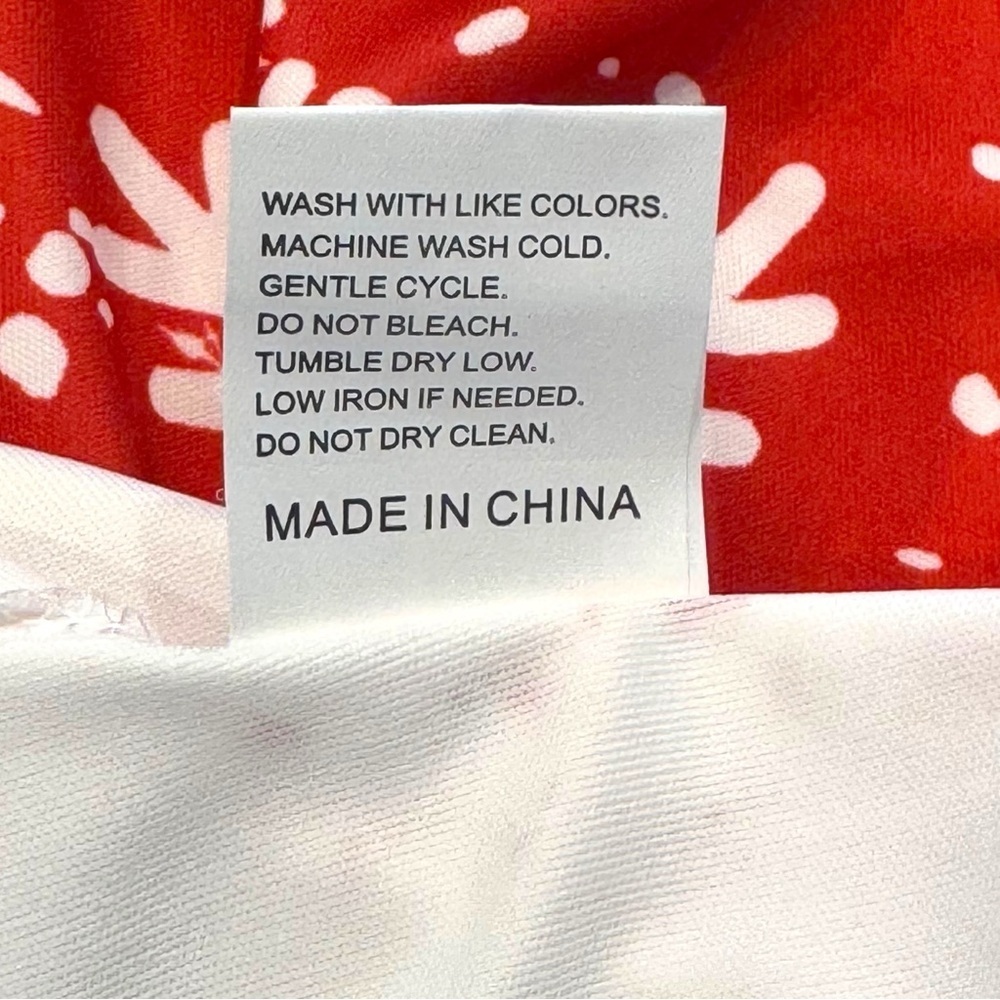 WASH WITH LIKE COLORS.
MACHINE WASH COLD.
GENTLE CYCLE.
DO NOT BLEACH.
TUMBLE DRY LOW.
LOW IRON IF NEEDED.
DO NOT DRY CLEAN.
MADE IN CHINA